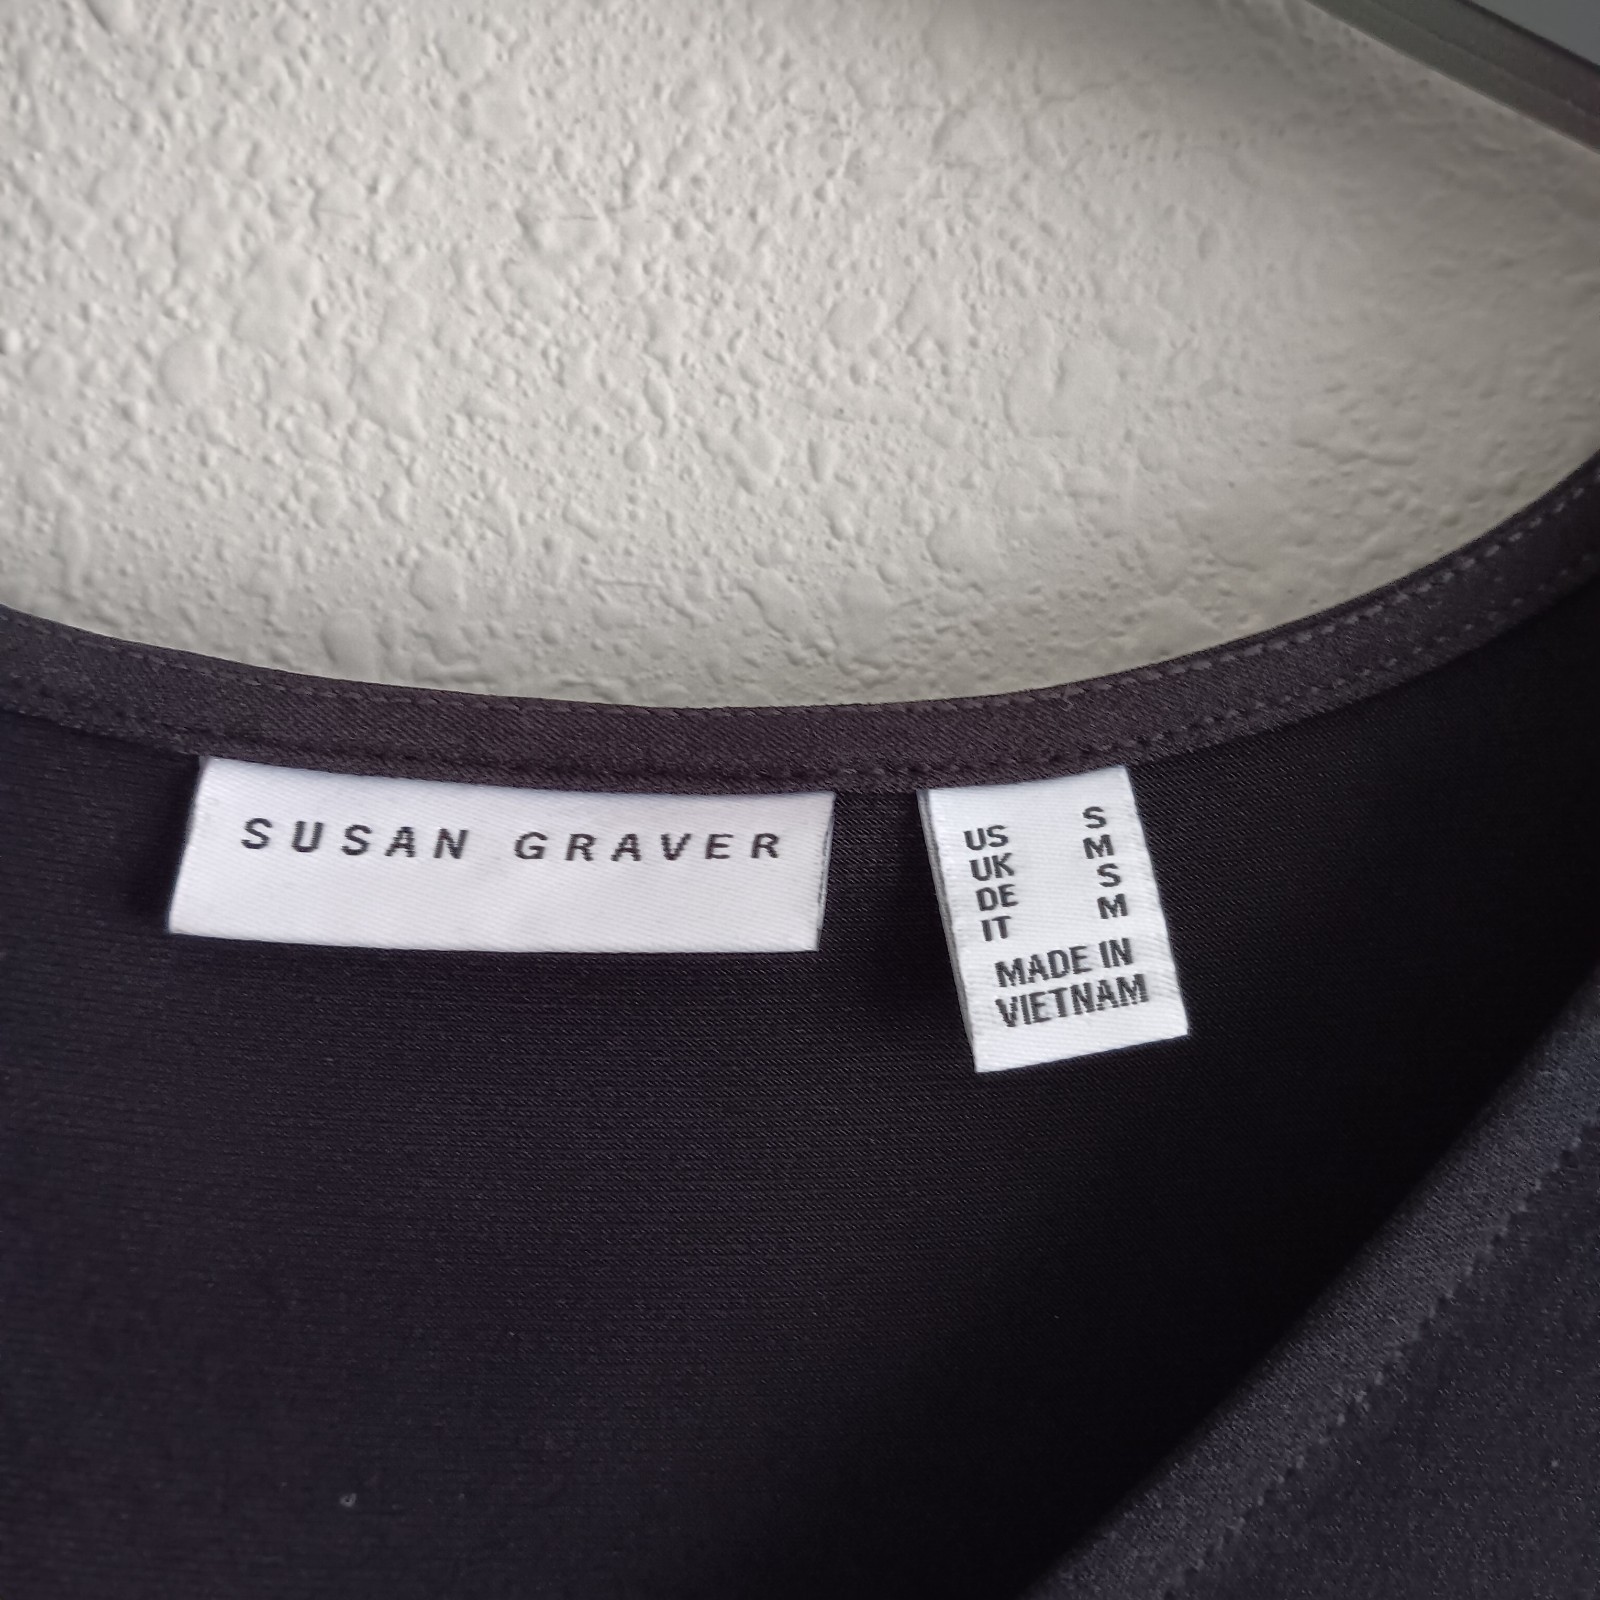 SUSAN GRAVER
US S
UK M
DE S
IT M
MADE IN
VIETNAM